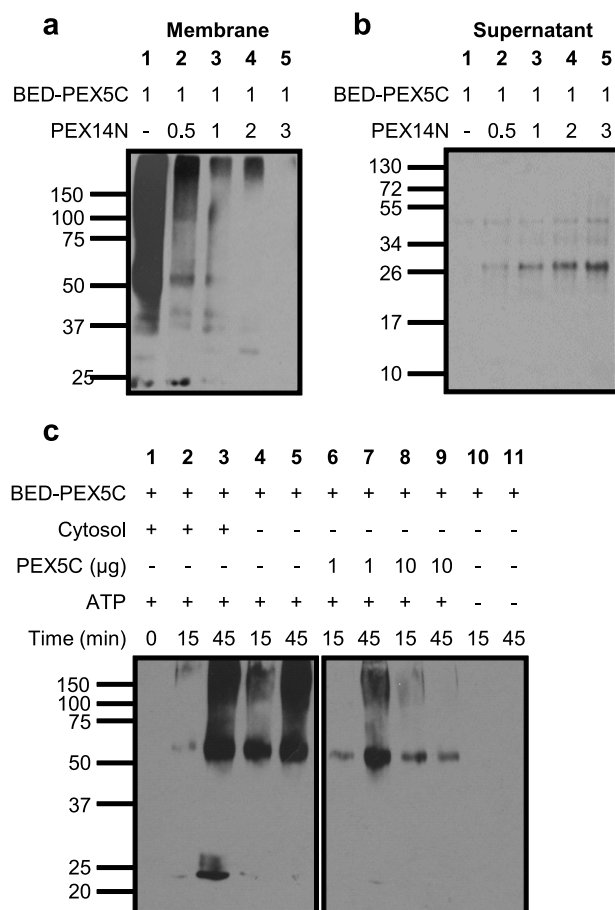 a Membrane
1 2 3 4 5
BED-PEX5C 1 1 1 1 1
PEX14N - 0.5 1 2 3
150
100
75
50
37
25
b Supernatant
1 2 3 4 5
BED-PEX5C 1 1 1 1 1
PEX14N - 0.5 1 2 3
130
72
55
34
26
17
10
c
1 2 3 4 5 6 7 8 9 10 11
BED-PEX5C + + + + + + + + + + +
Cytosol + + + - - - - - - - -
PEX5C (µg) - - - - - 1 1 10 10 - -
ATP + + + + + + + + + - -
Time (min) 0 15 45 15 45 15 45 15 45 15 45
150
100
75
50
37
25
20